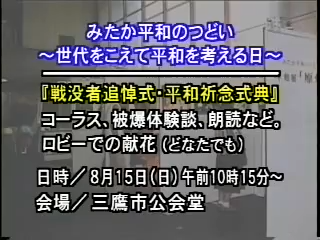 みたか平和のつどい
～世代をこえて平和を考える日～
『戦没者追悼式・平和祈念式典』
コーラス、被爆体験談、朗読など。
ロビーでの献花（どなたでも）
日時／8月15日（日）午前10時15分～
会場／三鷹市公会堂